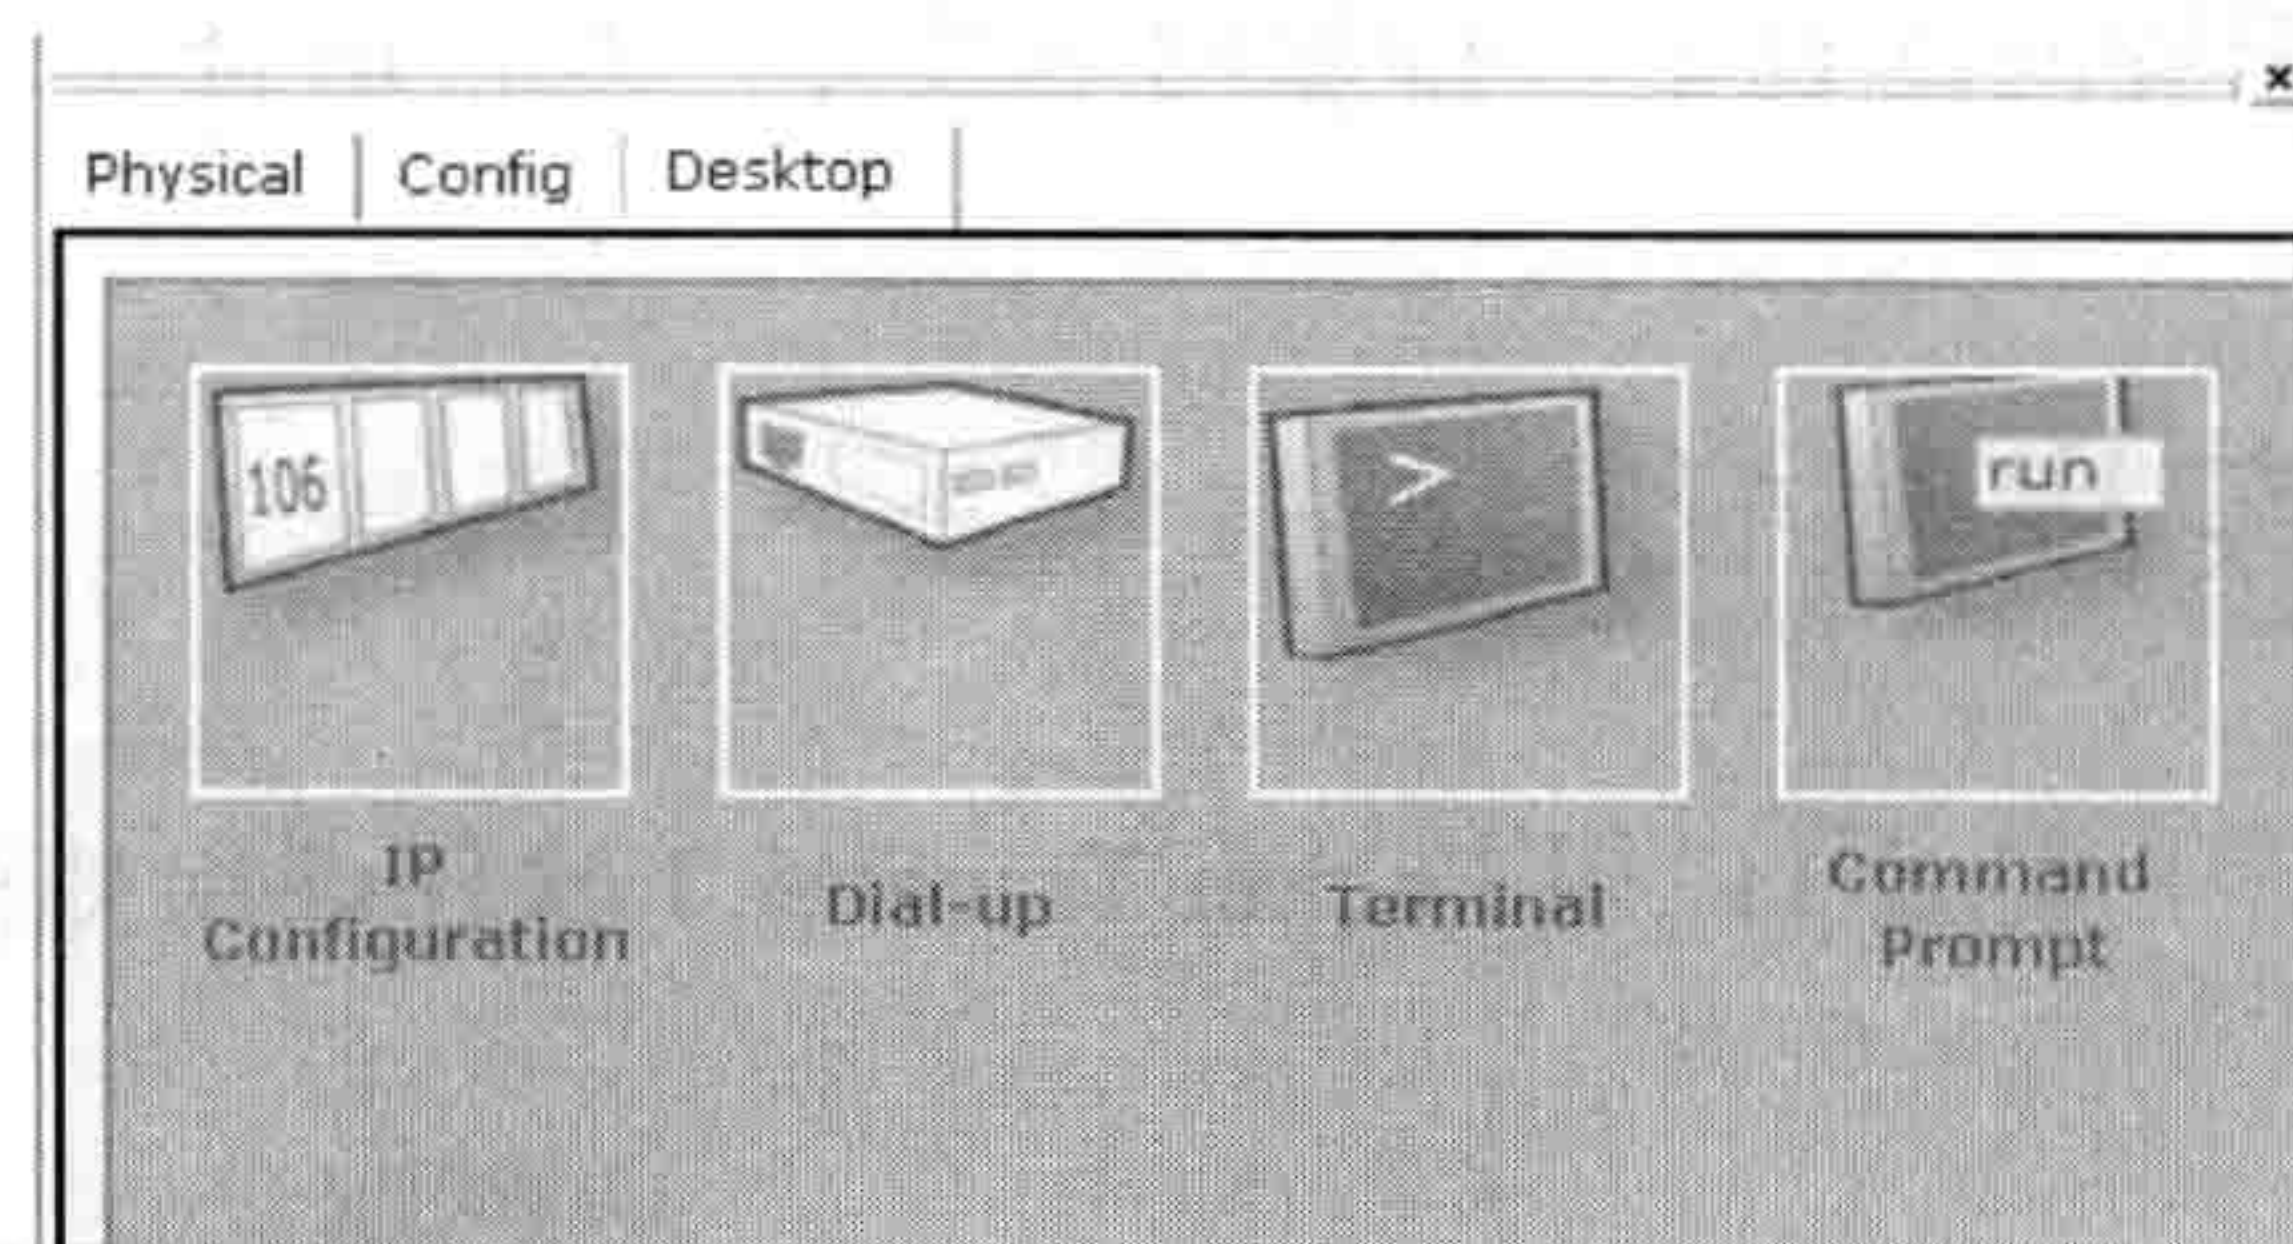 Physical Config Desktop
106
>
run
IP
Configuration
Dial-up
Terminal
Command
Prompt